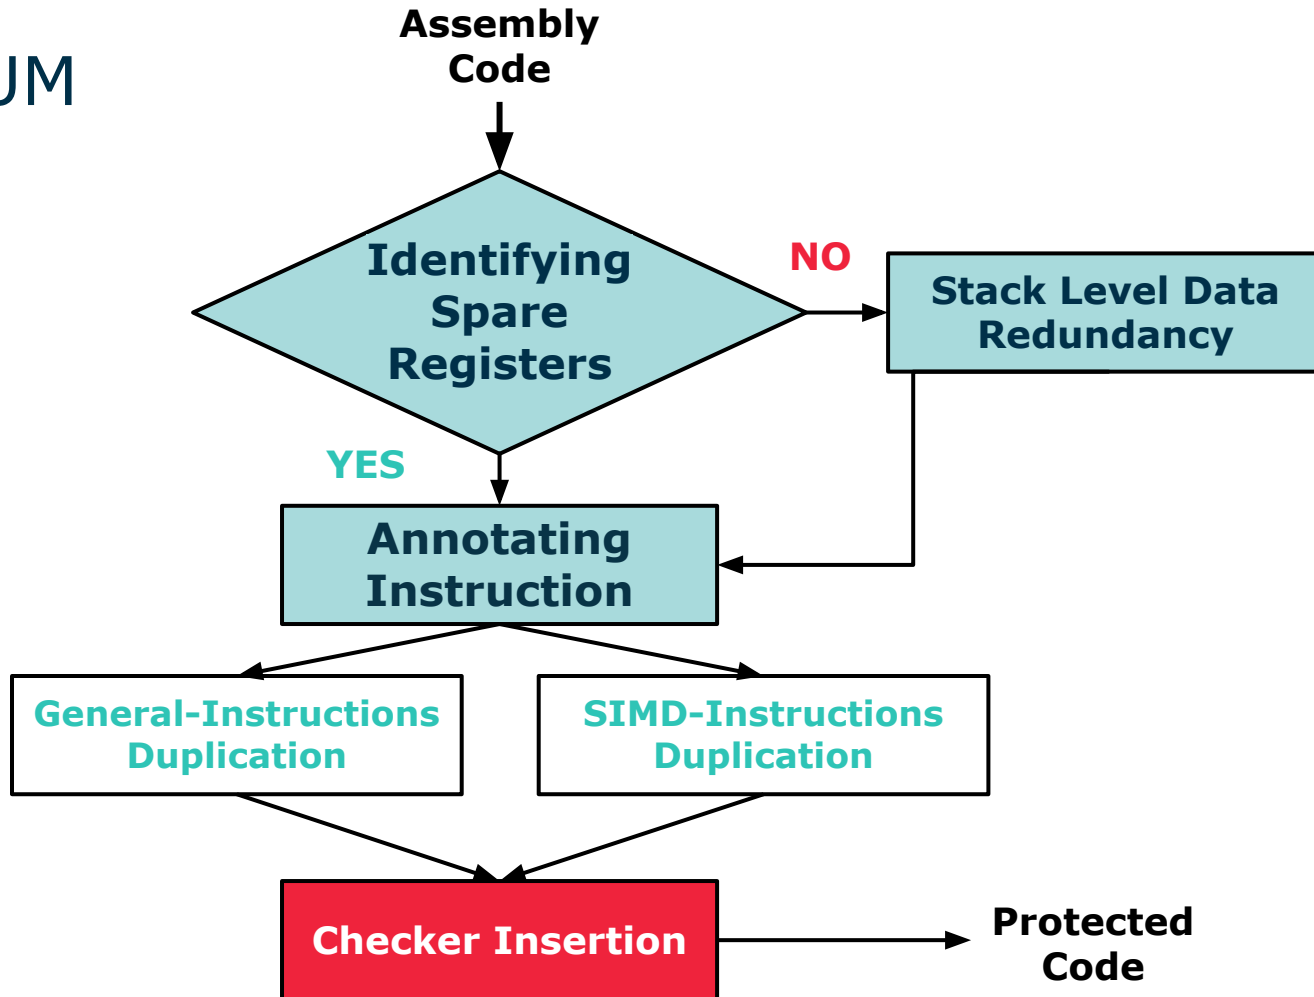 Assembly
Code
UM
Identifying
Spare
Registers
NO
Stack Level Data
Redundancy
YES
Annotating
Instruction
General-Instructions
Duplication
SIMD-Instructions
Duplication
Checker Insertion
Protected
Code